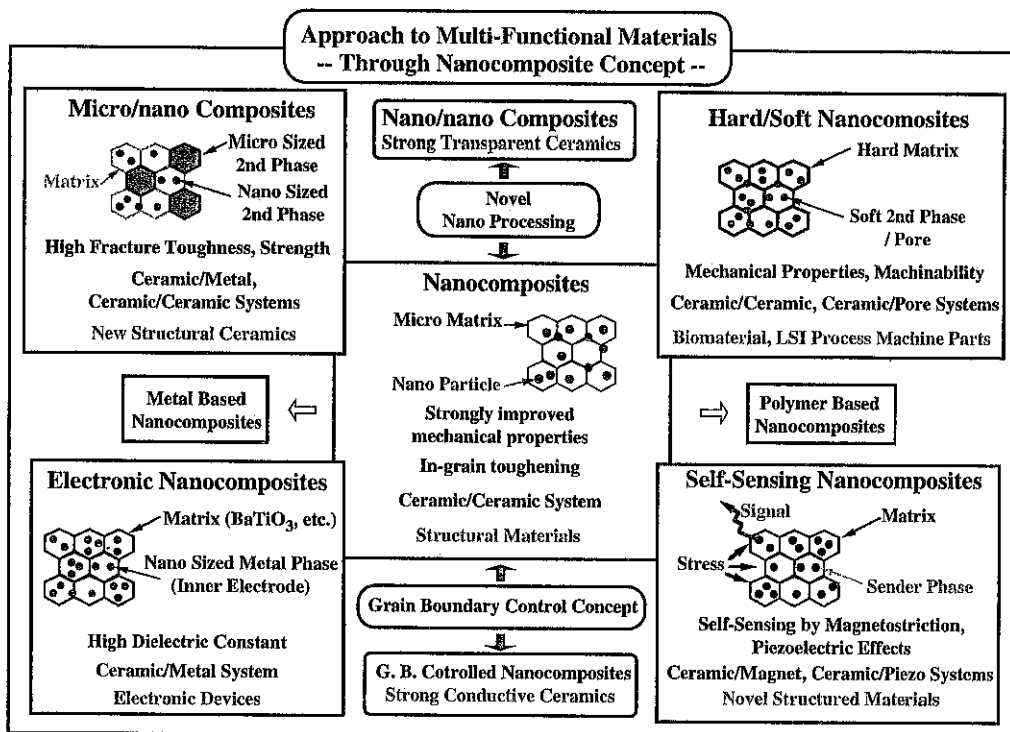 Approach to Multi-Functional Materials
-- Through Nanocomposite Concept --
Micro/nano Composites
Matrix
Micro Sized
2nd Phase
Nano Sized
2nd Phase
High Fracture Toughness, Strength
Ceramic/Metal,
Ceramic/Ceramic Systems
New Structural Ceramics
Nano/nano Composites
Strong Transparent Ceramics
Novel
Nano Processing
Hard/Soft Nanocomosites
Hard Matrix
Soft 2nd Phase
/ Pore
Mechanical Properties, Machinability
Ceramic/Ceramic, Ceramic/Pore Systems
Biomaterial, LSI Process Machine Parts
Nanocomposites
Micro Matrix
Nano Particle
Strongly improved
mechanical properties
In-grain toughening
Ceramic/Ceramic System
Structural Materials
Metal Based
Nanocomposites
Polymer Based
Nanocomposites
Electronic Nanocomposites
Matrix (BaTiO3, etc.)
Nano Sized Metal Phase
(Inner Electrode)
High Dielectric Constant
Ceramic/Metal System
Electronic Devices
Grain Boundary Control Concept
G. B. Cotrolled Nanocomposites
Strong Conductive Ceramics
Self-Sensing Nanocomposites
Signal
Matrix
Stress
Sender Phase
Self-Sensing by Magnetostriction,
Piczoelectric Effects
Ceramic/Magnet, Ceramic/Piezo Systems
Novel Structured Materials